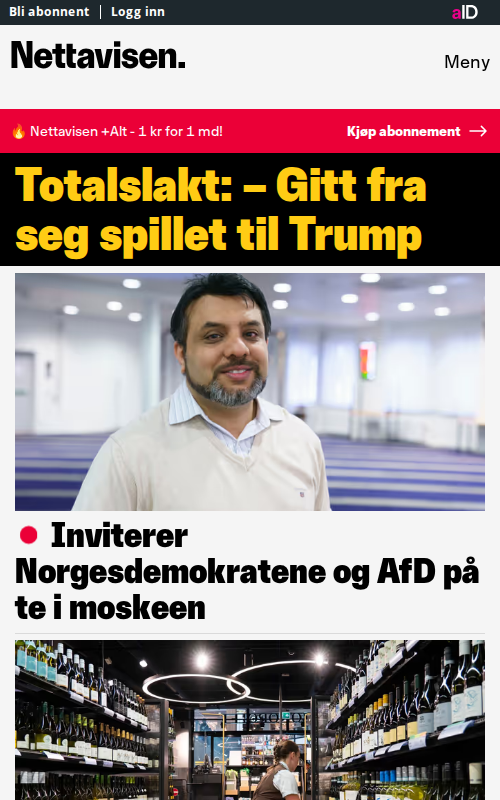 Bli abonnent | Logg inn
aID
Nettavisen.
Meny
🔥 Nettavisen +Alt - 1 kr for 1 md!
Kjøp abonnement →
Totalslakt: – Gitt fra
seg spillet til Trump
Inviterer
Norgesdemokratene og AfD på
te i moskeen